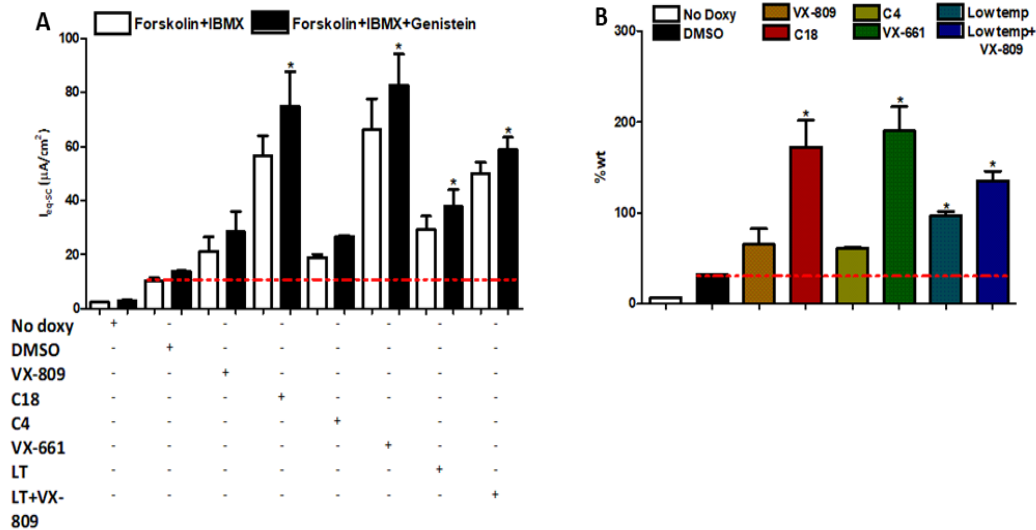 A
Forskolin+IBMX
Forskolin+IBMX+Genistein
100
80
60
40
20
0
Ieq-sc (µA/cm²)
* * * *
No doxy + - - - - - - -
DMSO - + - - - - - -
VX-809 - - + - - - - -
C18 - - - + - - - -
C4 - - - - + - - -
VX-661 - - - - - + - -
LT - - - - - - + -
LT+VX- - - - - - - - +
809
B
No Doxy VX-809 C4 Low temp
DMSO C18 VX-661 Low temp+
VX-809
300
200
100
0
% wt
* * * *